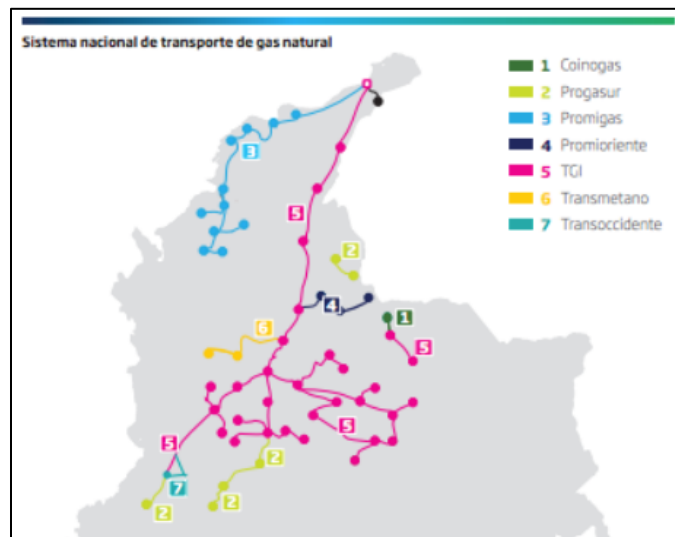 Sistema nacional de transporte de gas natural
1 Coinogas
2 Progasur
3 Promigas
4 Promioriente
5 TGI
6 Transmetano
7 Transoccidente
3
5
2
4
1
6
5
5
5
2
7
2
2